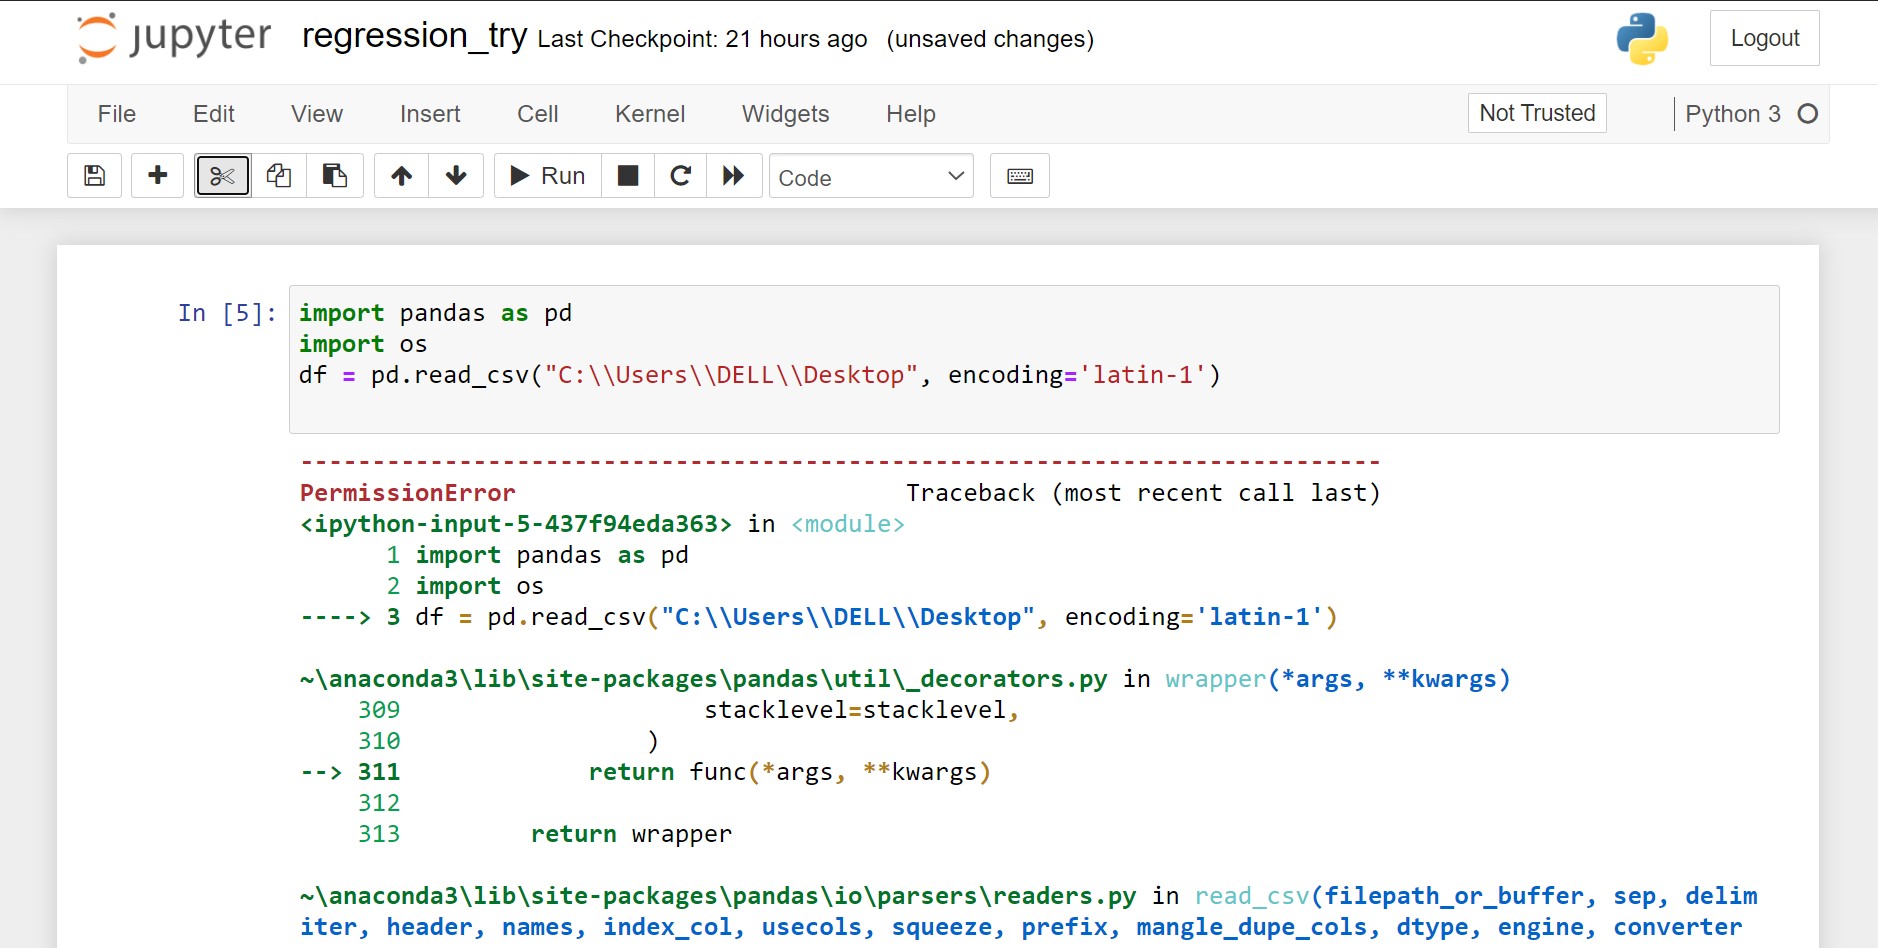 jupyter regression_try Last Checkpoint: 21 hours ago (unsaved changes)
Logout
File Edit View Insert Cell Kernel Widgets Help
Not Trusted
Python 3
Run
Code
In [5]:
import pandas as pd
import os
df = pd.read_csv("C:\\Users\\DELL\\Desktop", encoding='latin-1')
---------------------------------------------------------------------------
PermissionError                           Traceback (most recent call last)
<ipython-input-5-437f94eda363> in <module>
      1 import pandas as pd
      2 import os
----> 3 df = pd.read_csv("C:\\Users\\DELL\\Desktop", encoding='latin-1')
~\anaconda3\lib\site-packages\pandas\util\_decorators.py in wrapper(*args, **kwargs)
    309                     stacklevel=stacklevel,
    310                 )
--> 311             return func(*args, **kwargs)
    312
    313         return wrapper
~\anaconda3\lib\site-packages\pandas\io\parsers\readers.py in read_csv(filepath_or_buffer, sep, delim
iter, header, names, index_col, usecols, squeeze, prefix, mangle_dupe_cols, dtype, engine, converter